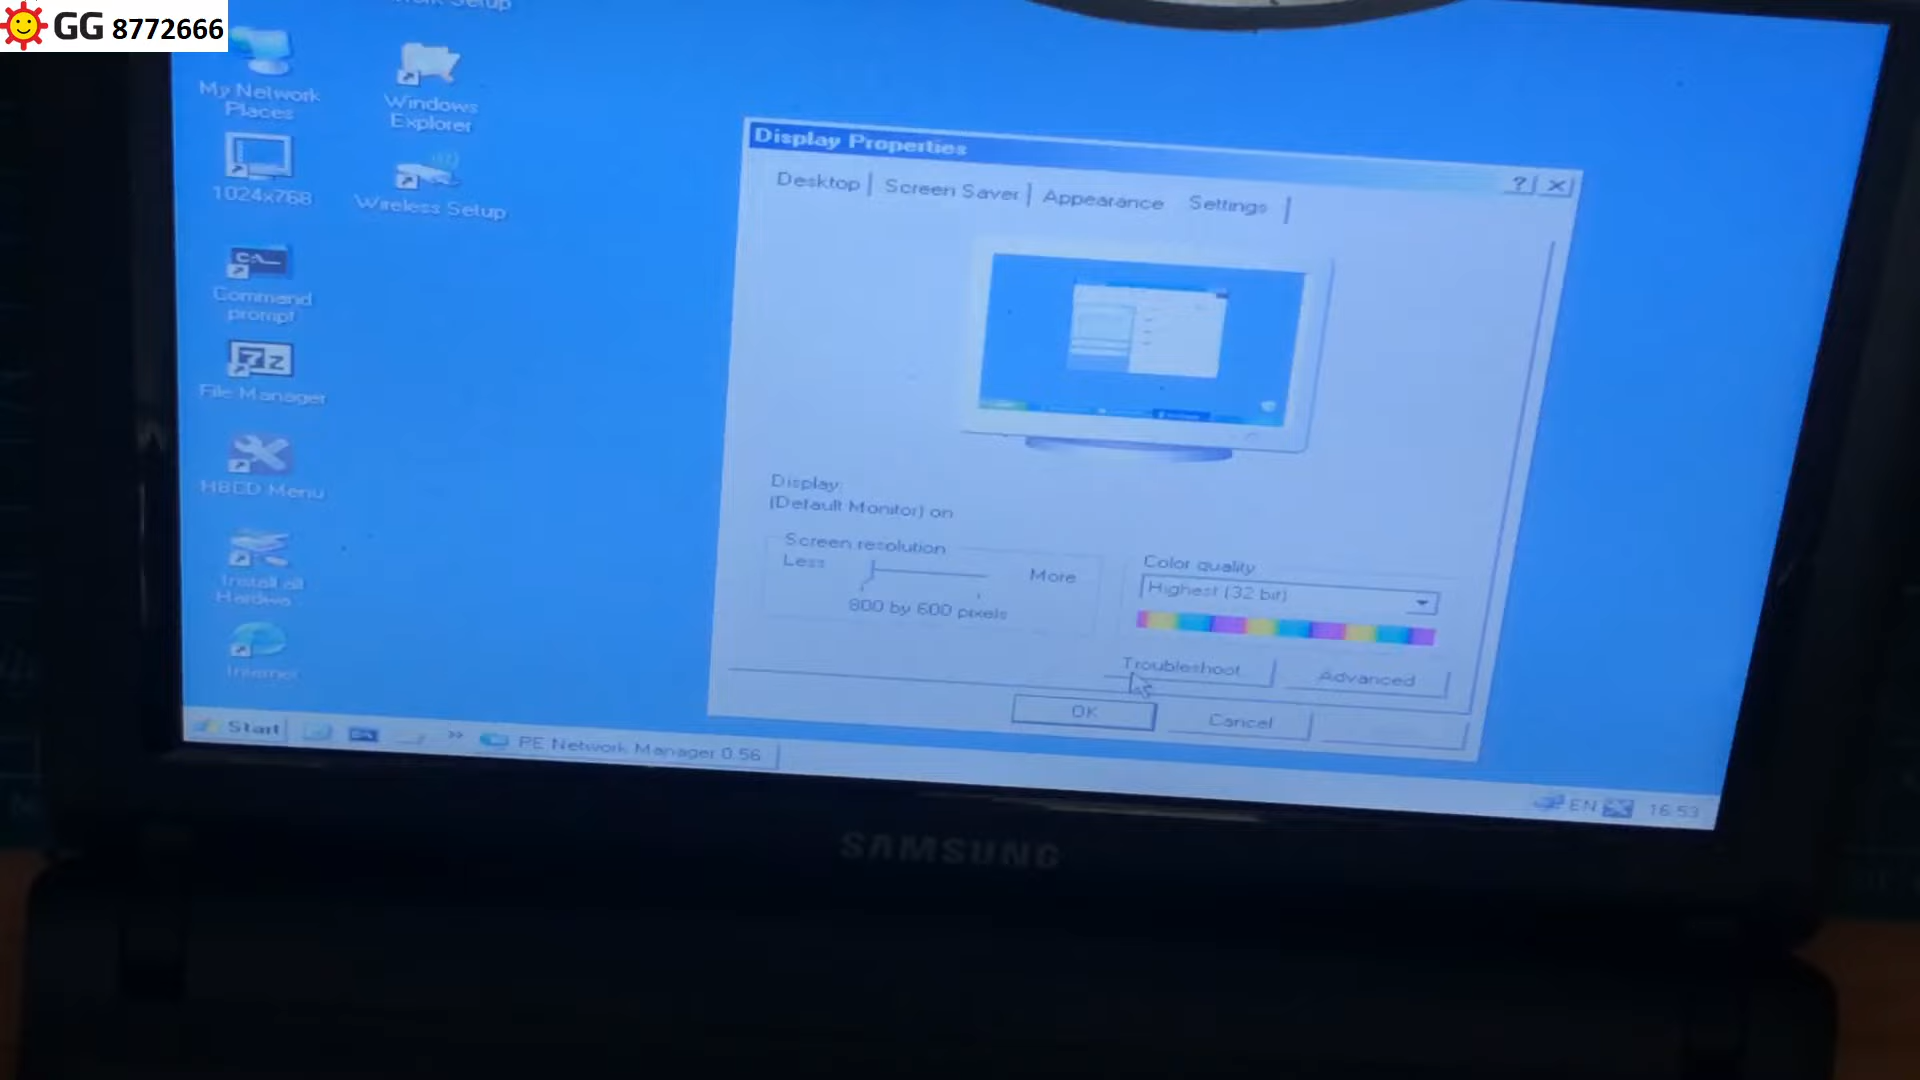 GG 8772666
My Network
Places
Windows
Explorer
1024x768
Wireless Setup
Command
prompt
File Manager
HBCD Menu
Install all
Hardwa...
Internet
Display Properties
? X
Desktop
Screen Saver
Appearance
Settings
Display:
(Default Monitor) on
Screen resolution
Less
More
800 by 600 pixels
Color quality
Highest (32 bit)
Troubleshoot
Advanced
OK
Cancel
Start
»
PE Network Manager 0.56
EN
16:53
SAMSUNG